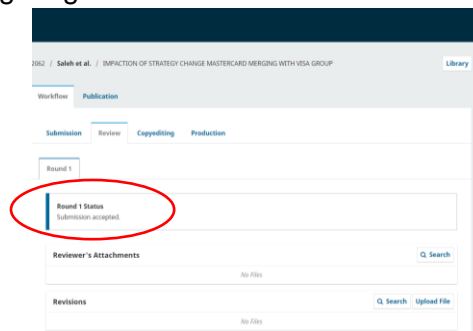 2062 / Saleh et al. / IMPACTION OF STRATEGY CHANGE MASTERCARD MERGING WITH VISA GROUP Library
Workflow Publication
Submission Review Copyediting Production
Round 1
Round 1 Status
Submission accepted.
Reviewer's Attachments Search
No Files
Revisions Search Upload File
No Files